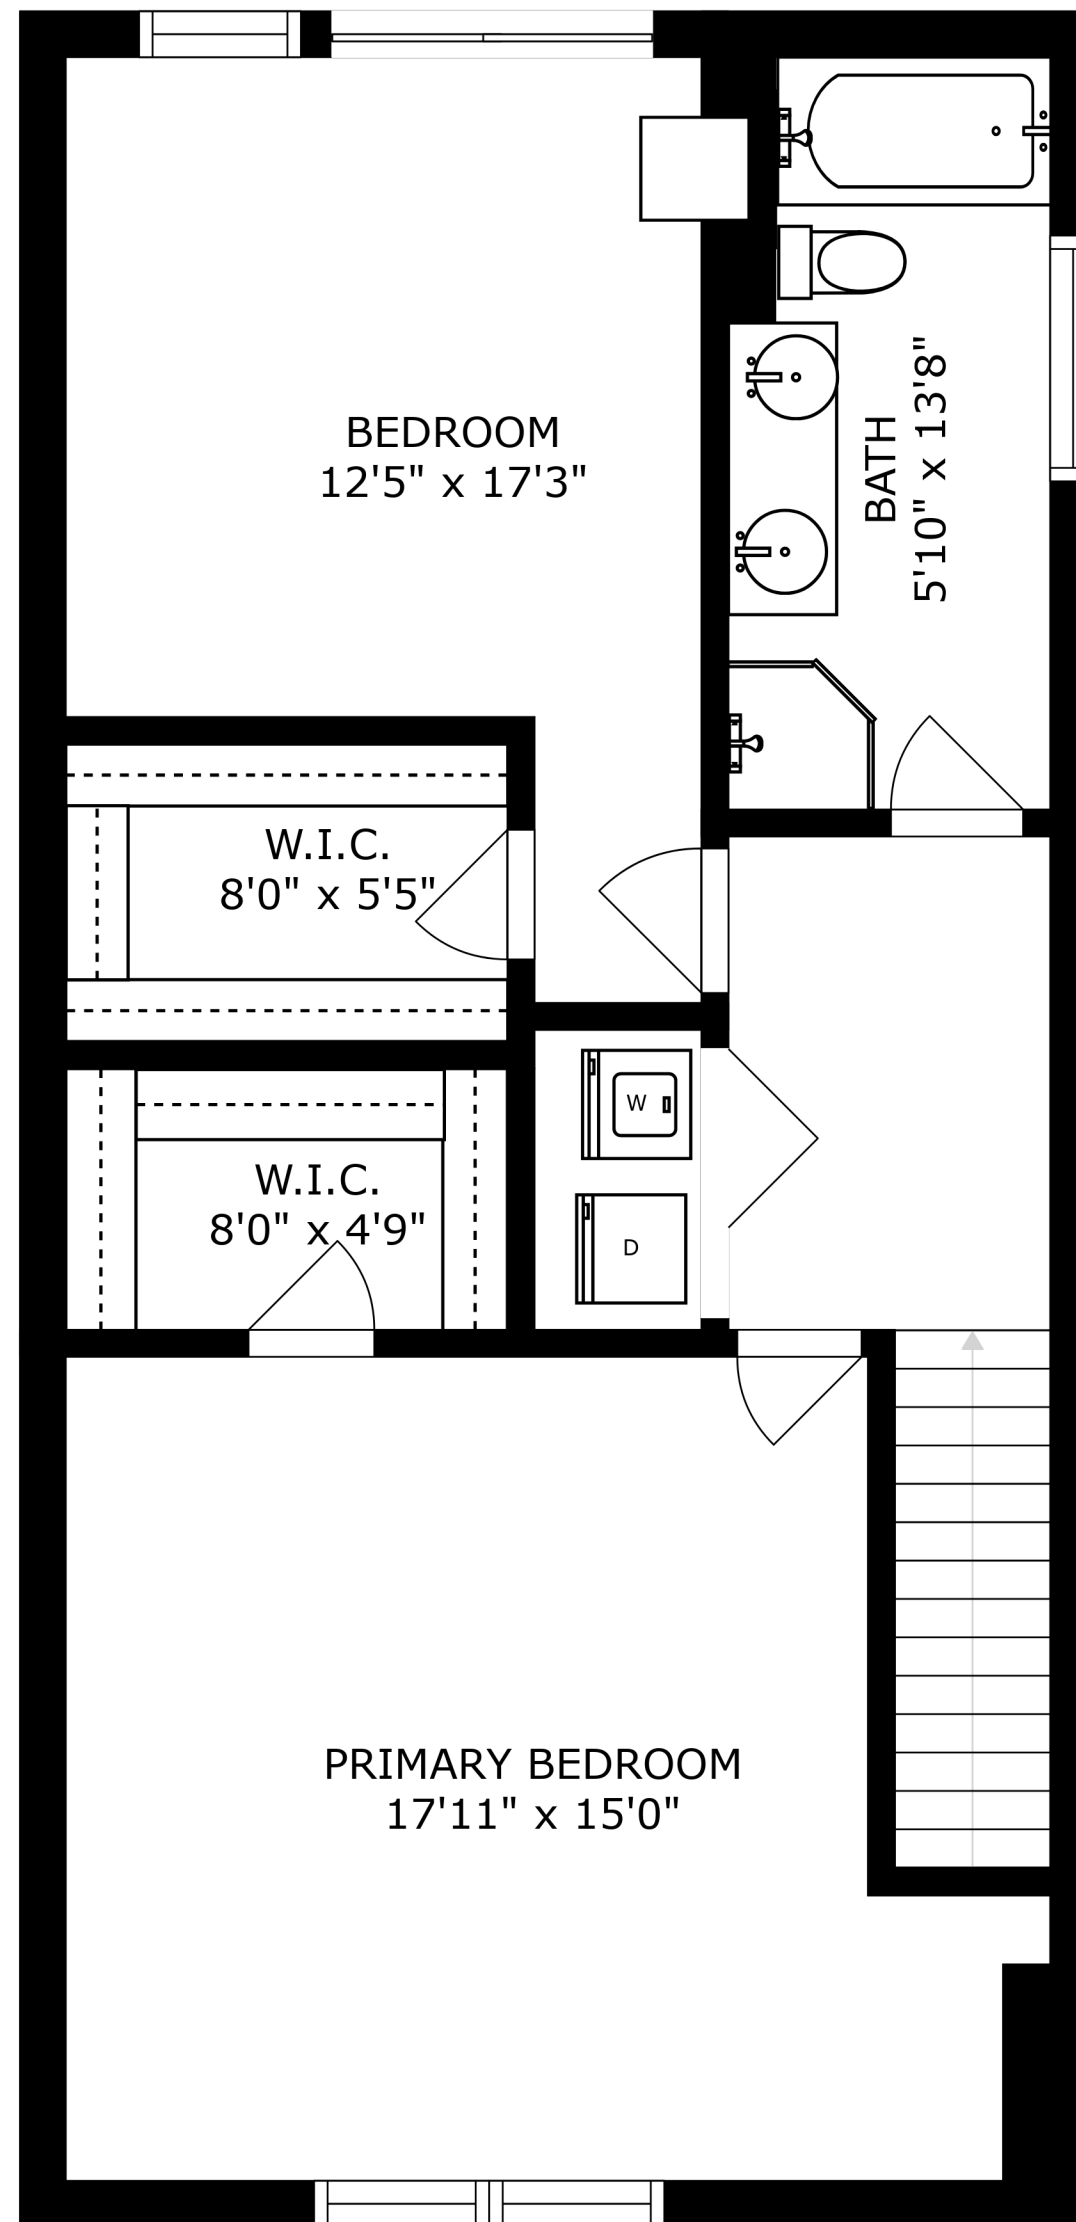 BEDROOM
12'5" x 17'3"
BATH
5'10" x 13'8"
W.I.C.
8'0" x 5'5"
W
W.I.C.
8'0" x 4'9"
D
PRIMARY BEDROOM
17'11" x 15'0"